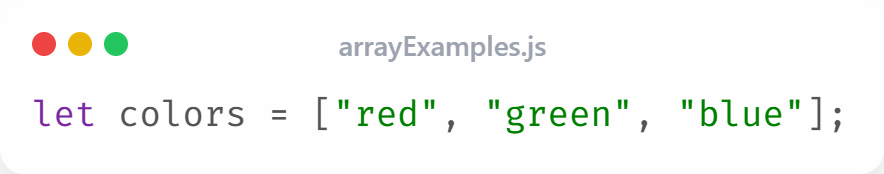 arrayExamples.js
let colors = ["red", "green", "blue"];